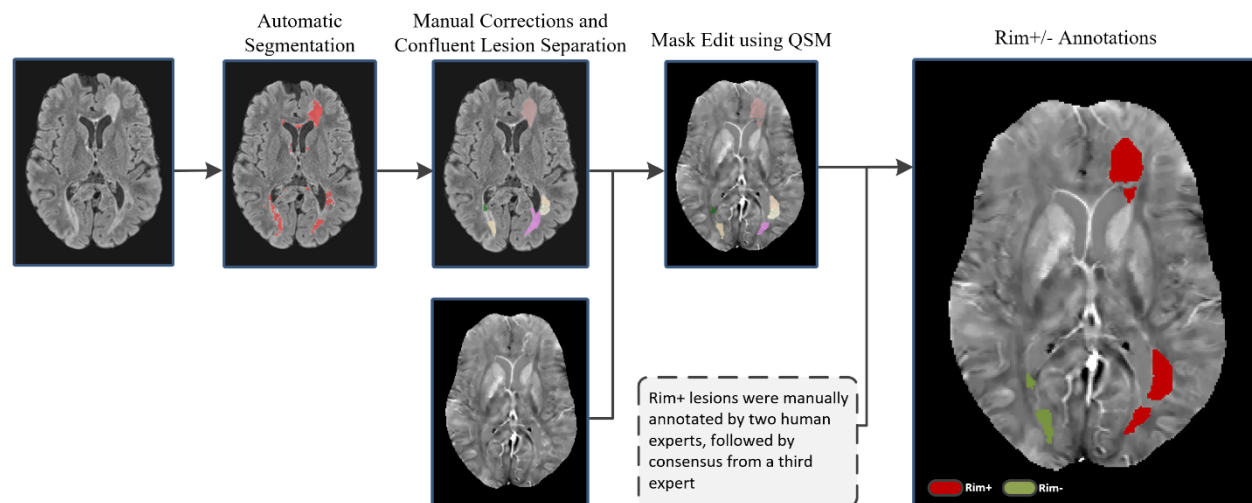 Automatic
Segmentation
Manual Corrections and
Confluent Lesion Separation
Mask Edit using QSM
Rim+/- Annotations
Rim+ lesions were manually
annotated by two human
experts, followed by
consensus from a third
expert
Rim+
Rim-